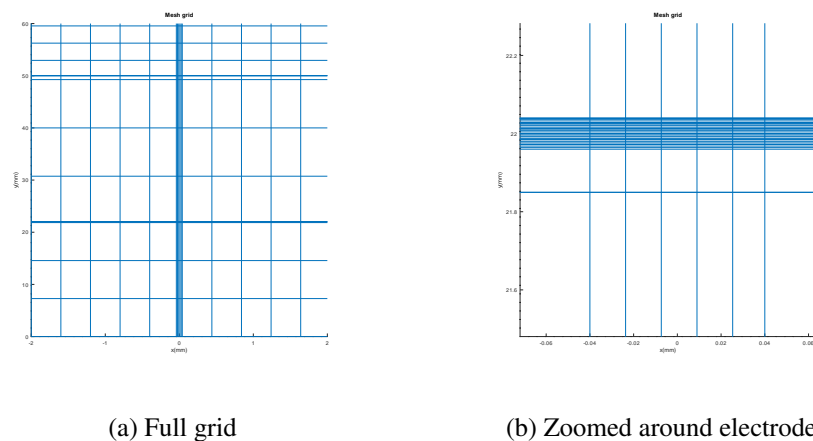 Mesh grid
60
50
40
30
20
10
0
y(mm)
-2
-1
0
1
2
x(mm)
Mesh grid
22.2
22
21.8
21.6
y(mm)
-0.06
-0.04
-0.02
0
0.02
0.04
0.06
x(mm)
(a) Full grid
(b) Zoomed around electrode